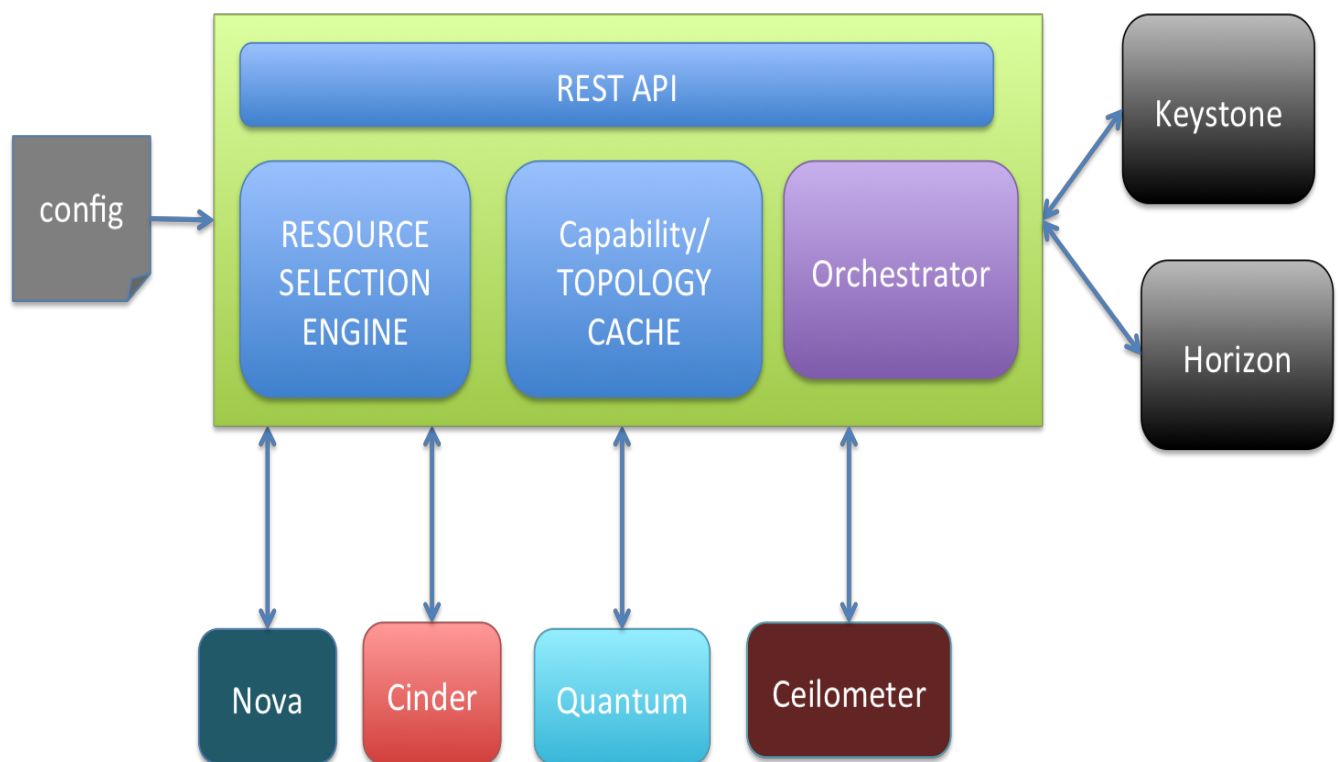 REST API
config
RESOURCE
SELECTION
ENGINE
Capability/
TOPOLOGY
CACHE
Orchestrator
Keystone
Horizon
Nova
Cinder
Quantum
Ceilometer